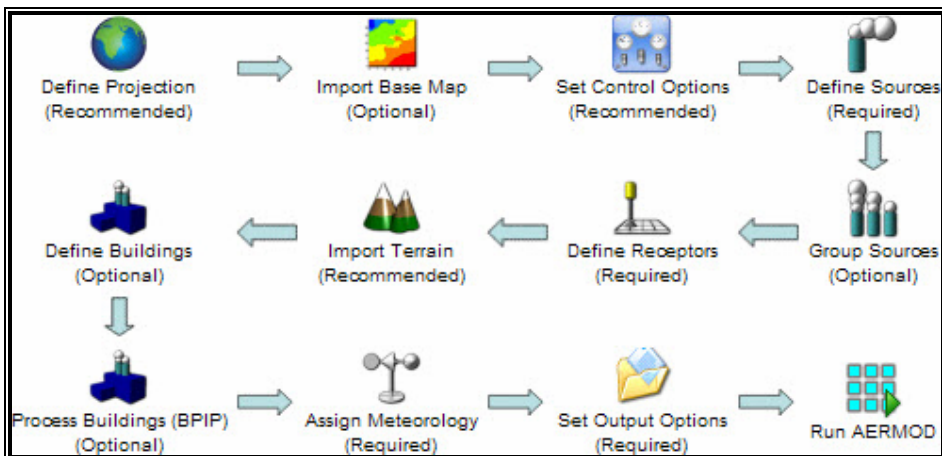 Define Projection
(Recommended)
Import Base Map
(Optional)
Set Control Options
(Recommended)
Define Sources
(Required)
Define Buildings
(Optional)
Import Terrain
(Recommended)
Define Receptors
(Required)
Group Sources
(Optional)
Process Buildings (BPIP)
(Optional)
Assign Meteorology
(Required)
Set Output Options
(Required)
Run AERMOD